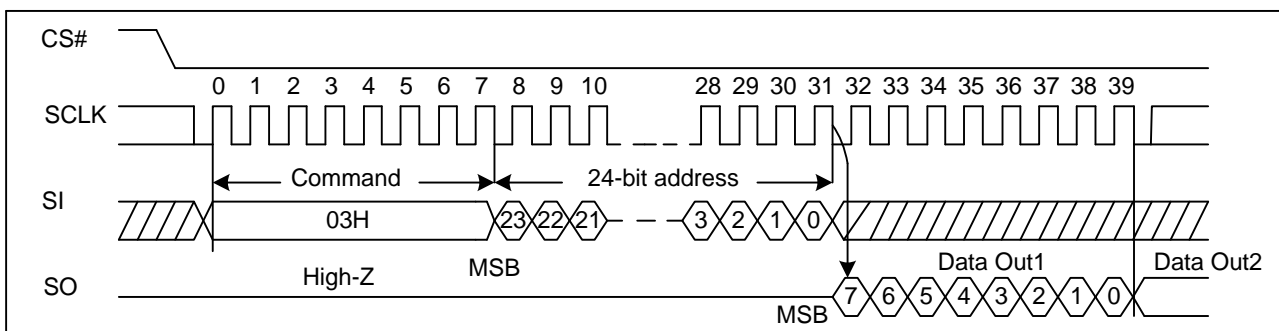 CS#
0 1 2 3 4 5 6 7 8 9 10 28 29 30 31 32 33 34 35 36 37 38 39
SCLK
Command 24-bit address
SI
03H 23 22 21 3 2 1 0
High-Z MSB Data Out1 Data Out2
SO
7 6 5 4 3 2 1 0
MSB